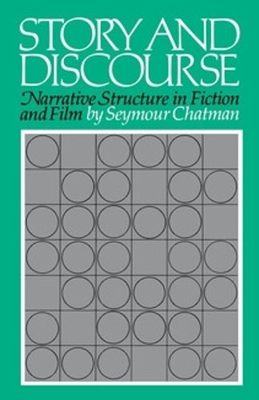 STORY AND
DISCOURSE
Narrative Structure in Fiction
and Film by Seymour Chatman